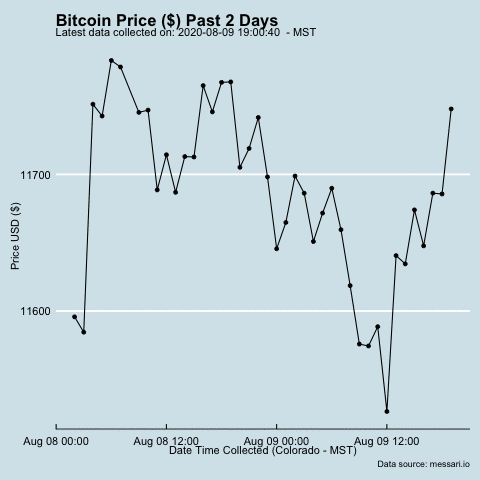 Bitcoin Price ($) Past 2 Days
Latest data collected on: 2020-08-09 19:00:40  - MST
11700
Price USD ($)
11600
Aug 08 00:00 Aug 08 12:00 Aug 09 00:00 Aug 09 12:00
Date Time Collected (Colorado - MST)
Data source: messari.io